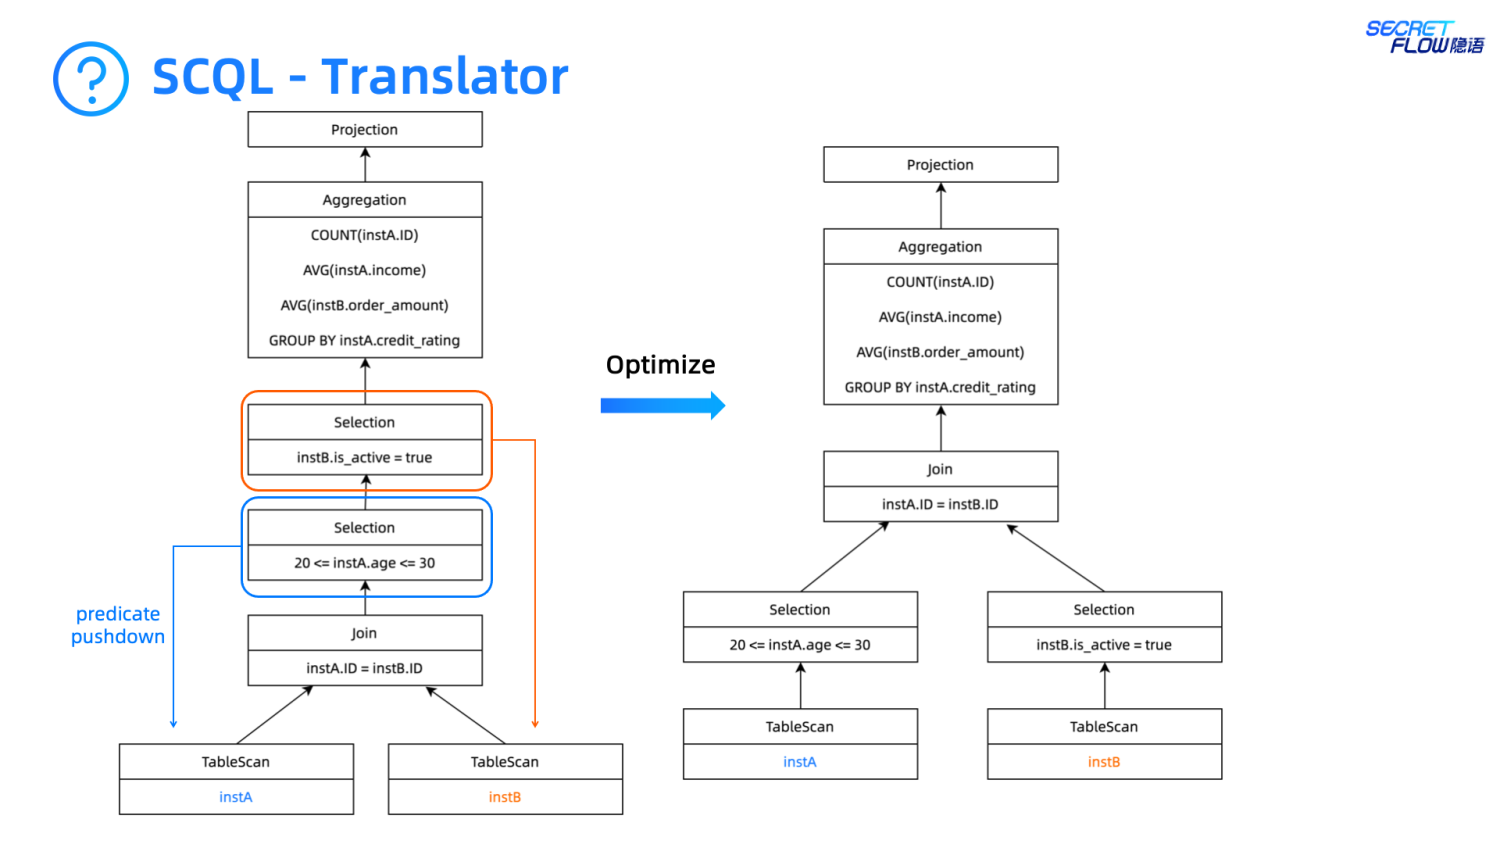 SECRET
FLOW隐语
SCQL - Translator
Projection
Aggregation
COUNT(instA.ID)
AVG(instA.income)
AVG(instB.order_amount)
GROUP BY instA.credit_rating
Selection
instB.is_active = true
Selection
20 <= instA.age <= 30
predicate
pushdown
Join
instA.ID = instB.ID
TableScan
instA
TableScan
instB
Optimize
Projection
Aggregation
COUNT(instA.ID)
AVG(instA.income)
AVG(instB.order_amount)
GROUP BY instA.credit_rating
Join
instA.ID = instB.ID
Selection
20 <= instA.age <= 30
Selection
instB.is_active = true
TableScan
instA
TableScan
instB